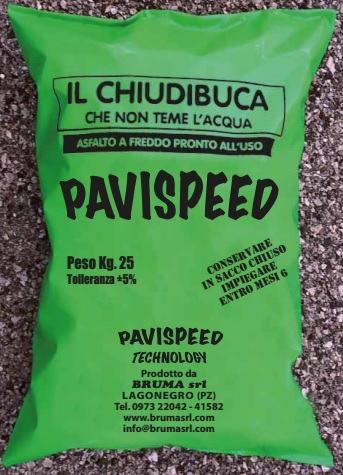 IL CHIUDIBUCA
CHE NON TEME L'ACQUA
ASFALTO A FREDDO PRONTO ALL'USO
PAVISPEED
Peso Kg. 25
Tolleranza ±5%
CONSERVARE
IN SACCO CHIUSO
IMPIEGARE
ENTRO MESI 6
PAVISPEED
TECHNOLOGY
Prodotto da
BRUMA srl
LAGONEGRO (PZ)
Tel. 0973 22042 - 41582
www.brumasrl.com
info@brumasrl.com